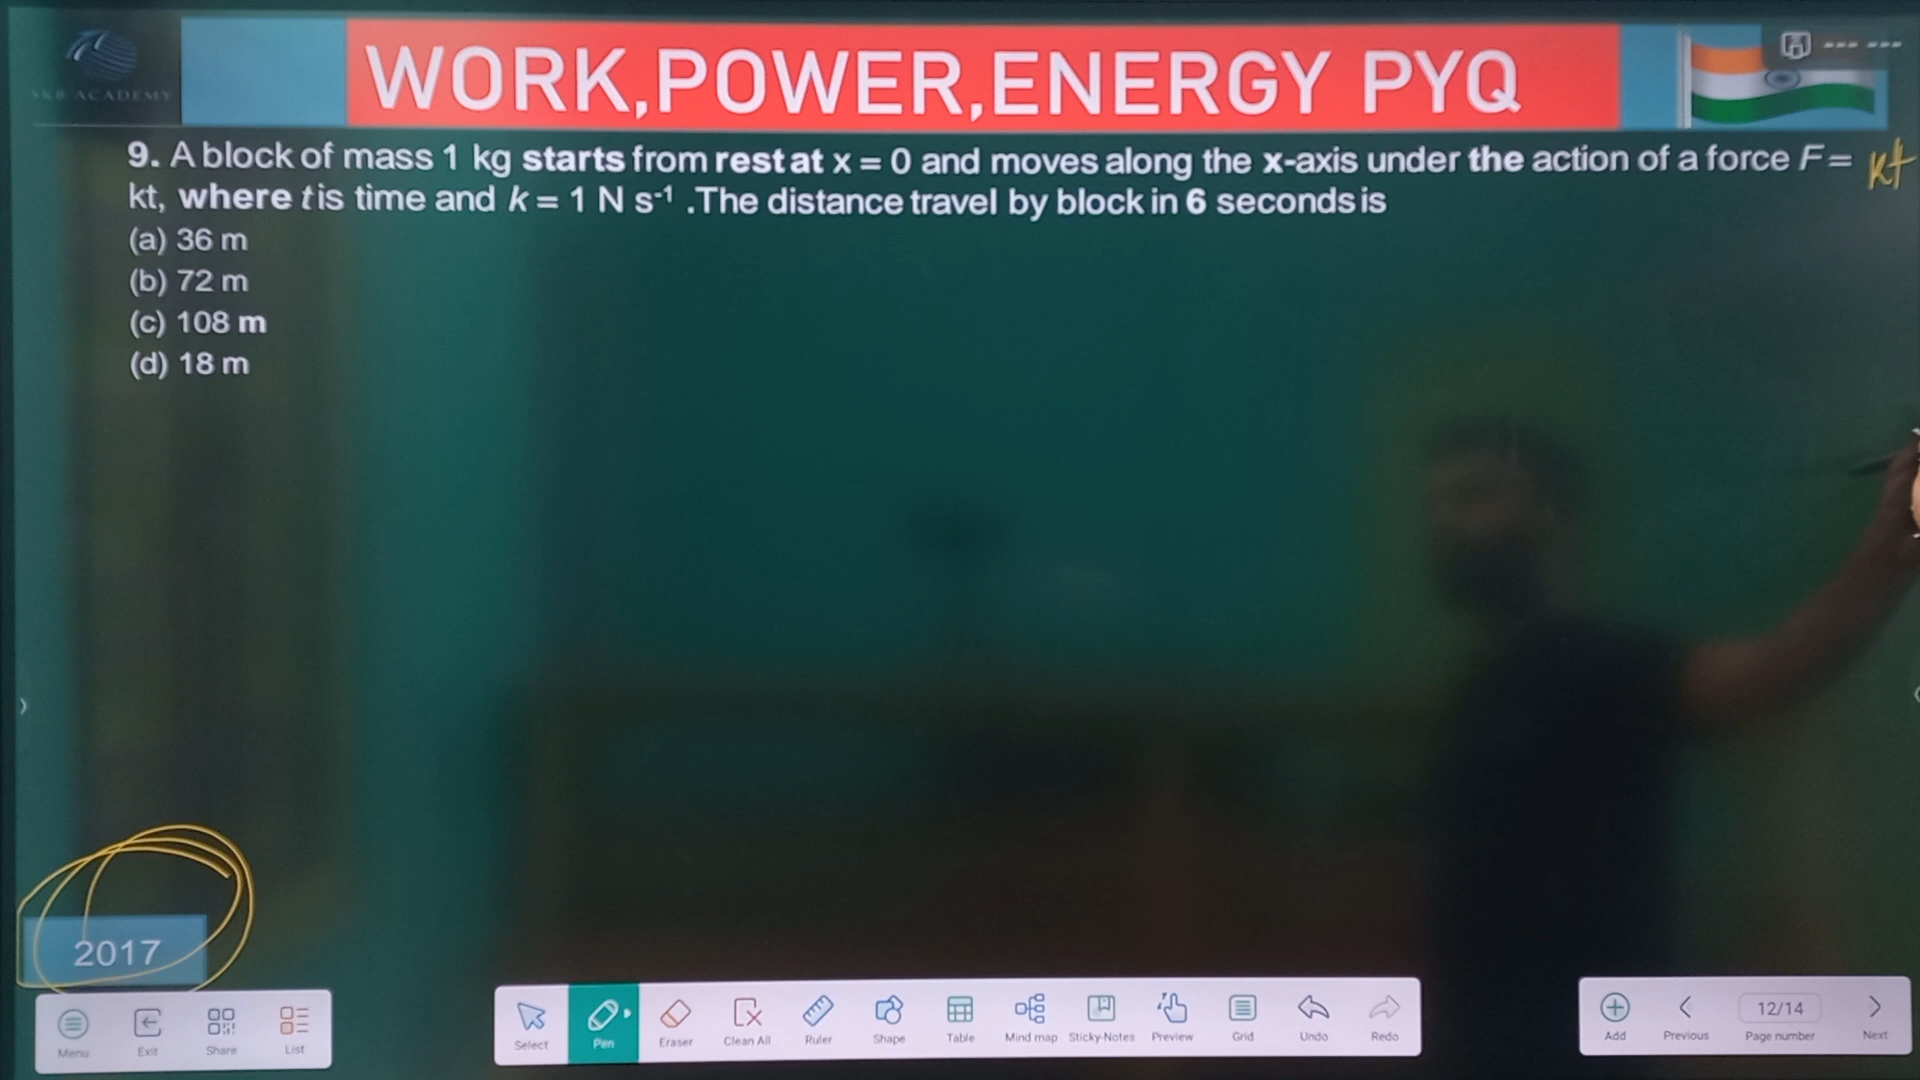 SKB ACADEMY
WORK,POWER,ENERGY PYQ
9. A block of mass 1 kg starts from rest at x = 0 and moves along the x-axis under the action of a force F= kt
kt, where t is time and k = 1 N s⁻¹ .The distance travel by block in 6 seconds is
(a) 36 m
(b) 72 m
(c) 108 m
(d) 18 m
2017
Menu Exit Share List
Select Pen Eraser Clean All Ruler Shape Table Mind map Sticky-Notes Preview Grid Undo Redo
Add Previous 12/14 Page number Next